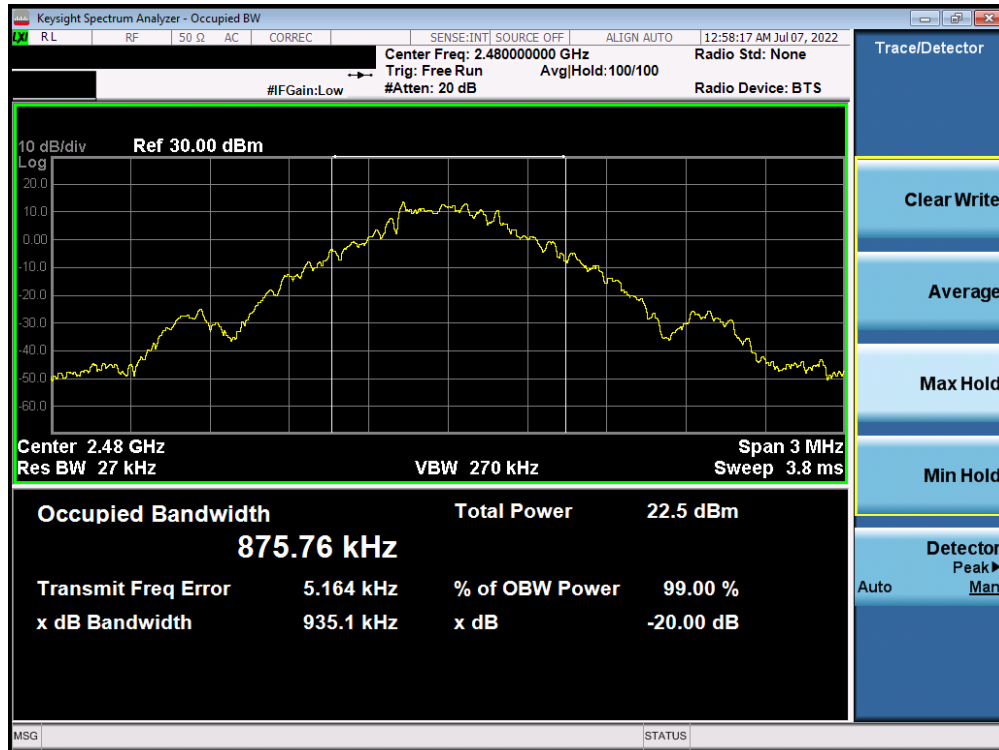 Keysight Spectrum Analyzer - Occupied BW
LXI RL RF 50 Ω AC CORREC SENSE:INT SOURCE OFF ALIGN AUTO 12:58:17 AM Jul 07, 2022
Center Freq: 2.480000000 GHz Radio Std: None
Trig: Free Run Avg|Hold: 100/100
#IFGain:Low #Atten: 20 dB Radio Device: BTS
10 dB/div Ref 30.00 dBm
Log
20.0
10.0
0.00
-10.0
-20.0
-30.0
-40.0
-50.0
-60.0
Center 2.48 GHz Span 3 MHz
Res BW 27 kHz VBW 270 kHz Sweep 3.8 ms
Occupied Bandwidth Total Power 22.5 dBm
875.76 kHz
Transmit Freq Error 5.164 kHz % of OBW Power 99.00 %
x dB Bandwidth 935.1 kHz x dB -20.00 dB
MSG STATUS
Trace/Detector
Clear Write
Average
Max Hold
Min Hold
Detector
Peak▶
Auto Man